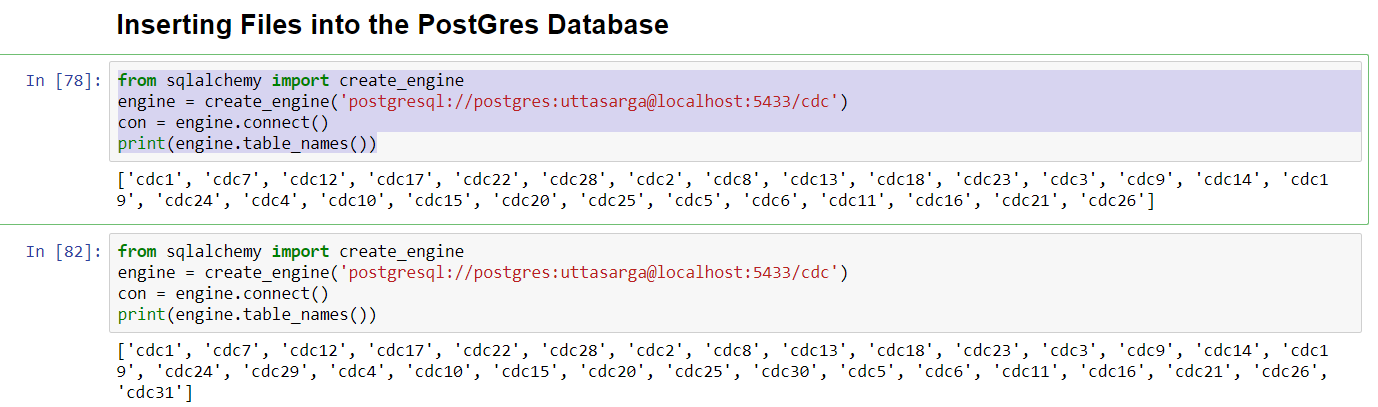 Inserting Files into the PostGres Database
In [78]:
from sqlalchemy import create_engine
engine = create_engine('postgresql://postgres:uttasarga@localhost:5433/cdc')
con = engine.connect()
print(engine.table_names())
['cdc1', 'cdc7', 'cdc12', 'cdc17', 'cdc22', 'cdc28', 'cdc2', 'cdc8', 'cdc13', 'cdc18', 'cdc23', 'cdc3', 'cdc9', 'cdc14', 'cdc1
9', 'cdc24', 'cdc4', 'cdc10', 'cdc15', 'cdc20', 'cdc25', 'cdc5', 'cdc6', 'cdc11', 'cdc16', 'cdc21', 'cdc26']
In [82]:
from sqlalchemy import create_engine
engine = create_engine('postgresql://postgres:uttasarga@localhost:5433/cdc')
con = engine.connect()
print(engine.table_names())
['cdc1', 'cdc7', 'cdc12', 'cdc17', 'cdc22', 'cdc28', 'cdc2', 'cdc8', 'cdc13', 'cdc18', 'cdc23', 'cdc3', 'cdc9', 'cdc14', 'cdc1
9', 'cdc24', 'cdc29', 'cdc4', 'cdc10', 'cdc15', 'cdc20', 'cdc25', 'cdc30', 'cdc5', 'cdc6', 'cdc11', 'cdc16', 'cdc21', 'cdc26',
'cdc31']